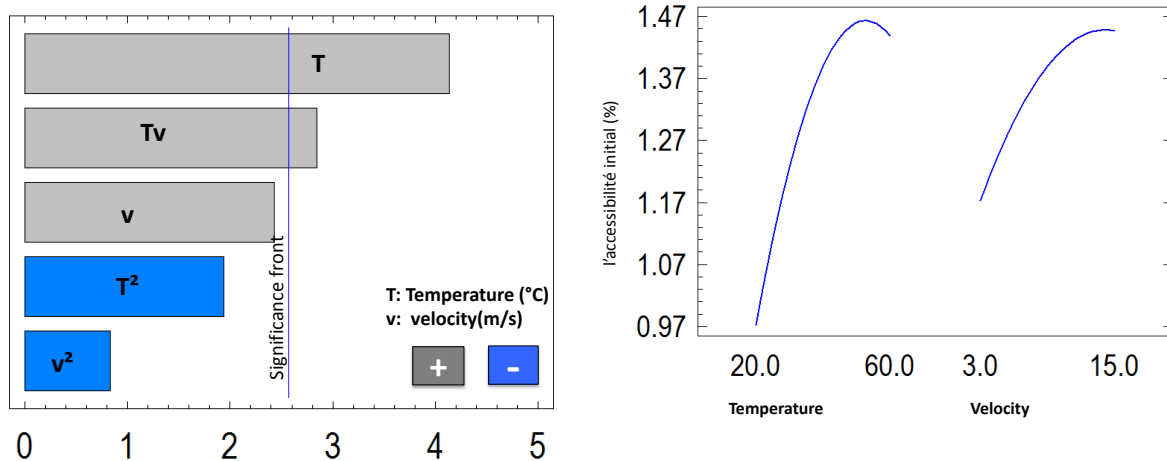 T
Tv
v
T²
v²
Significance front
T: Temperature (°C)
v: velocity(m/s)
+
-
0 1 2 3 4 5
l'accessibilité initial (%)
1.47
1.37
1.27
1.17
1.07
0.97
20.0 60.0 3.0 15.0
Temperature Velocity